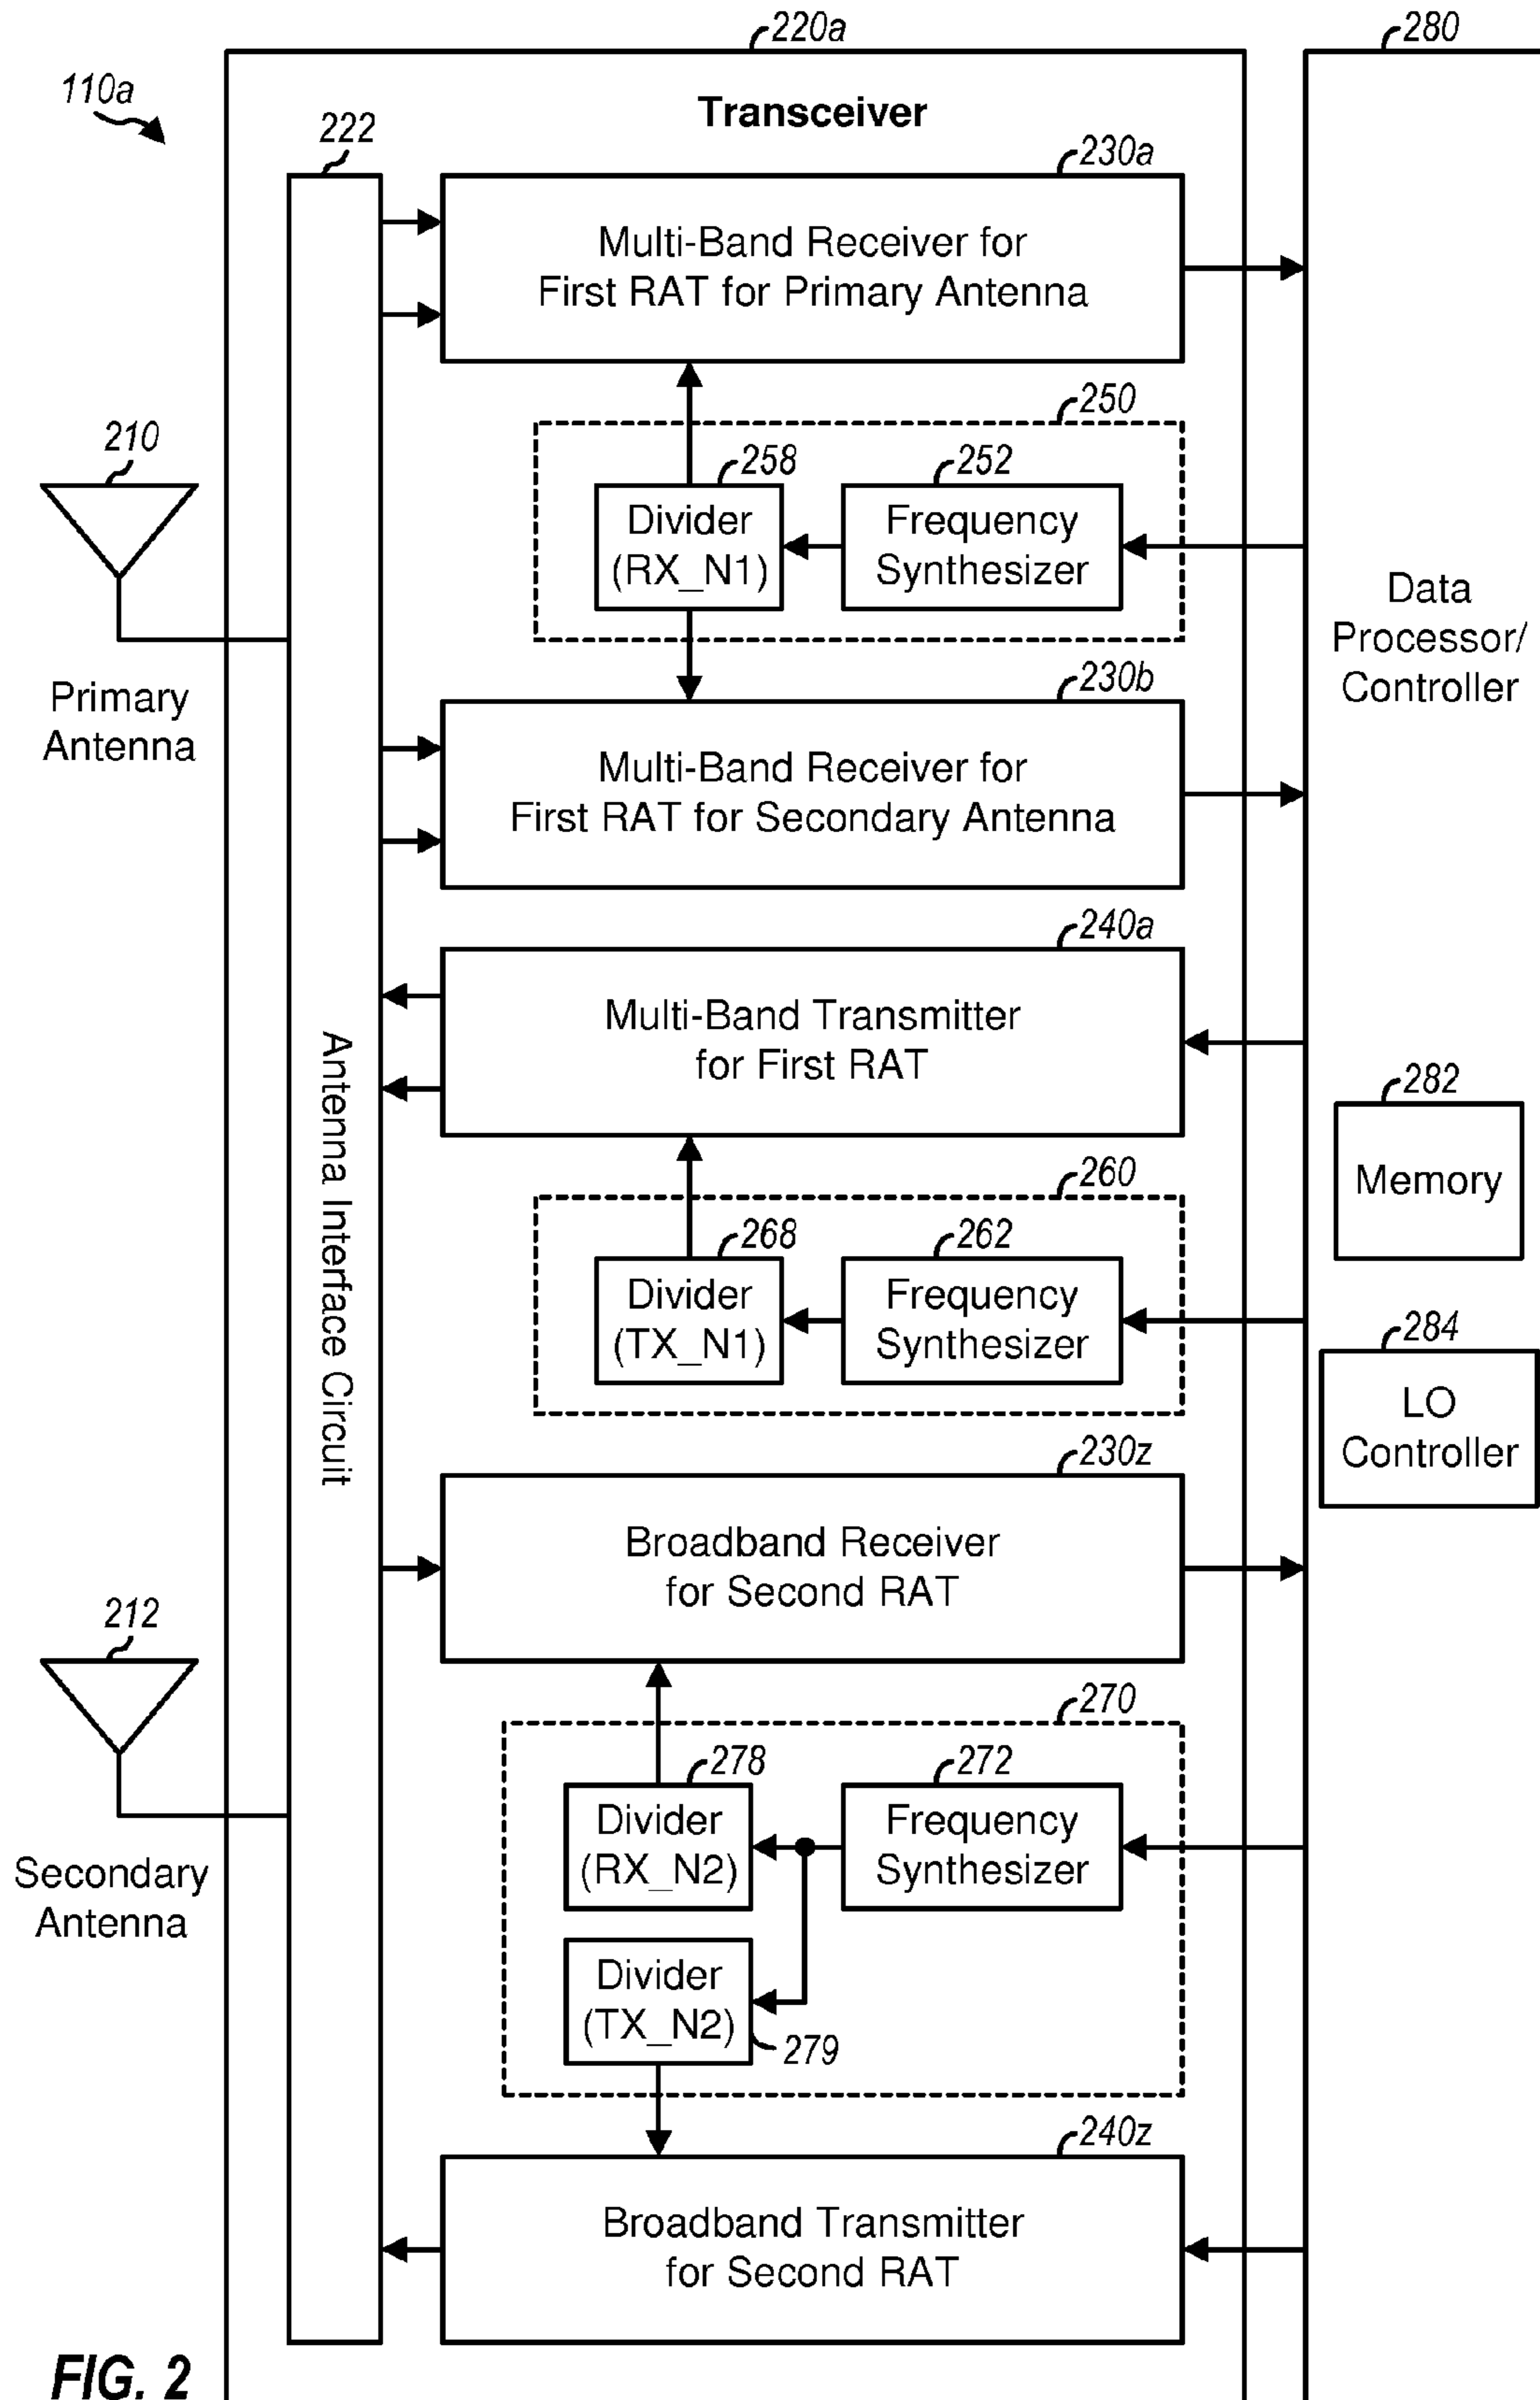 220a
280
110a
Transceiver
222
230a
Multi-Band Receiver for
First RAT for Primary Antenna
250
210
258
252
Divider
(RX_N1)
Frequency
Synthesizer
Data
Processor/
Controller
Primary
Antenna
230b
Multi-Band Receiver for
First RAT for Secondary Antenna
240a
Multi-Band Transmitter
for First RAT
Antenna Interface Circuit
282
Memory
260
268
262
Divider
(TX_N1)
Frequency
Synthesizer
284
LO
Controller
230z
Broadband Receiver
for Second RAT
212
270
278
272
Divider
(RX_N2)
Frequency
Synthesizer
Secondary
Antenna
Divider
(TX_N2)
279
240z
Broadband Transmitter
for Second RAT
FIG. 2